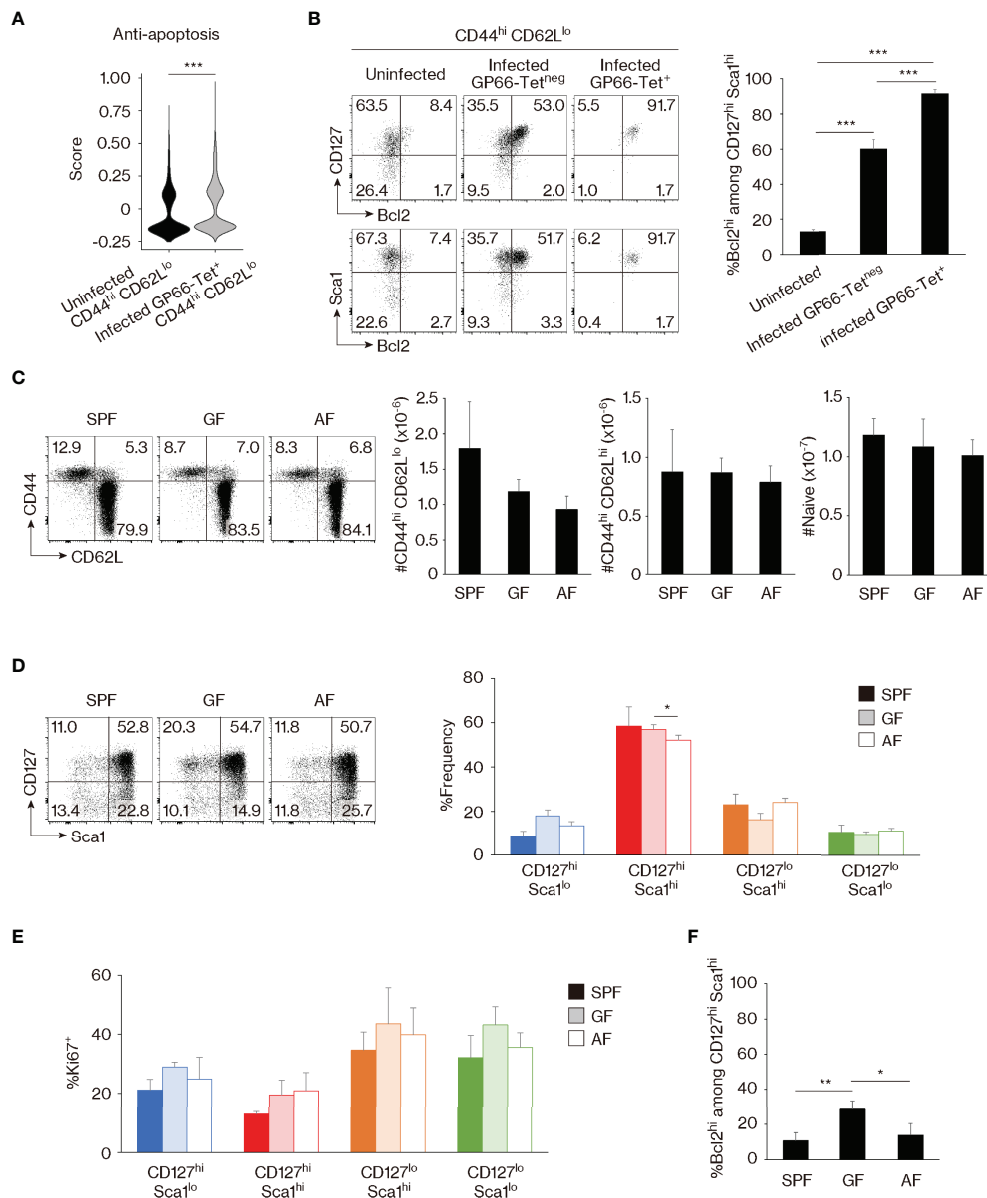 A
Anti-apoptosis
***
1.00
0.75
0.50
0.25
0
-0.25
Score
Uninfected
CD44hi CD62Llo
Infected GP66-Tet+
CD44hi CD62Llo
B
CD44hi CD62Llo
Uninfected
Infected
GP66-Tetneg
Infected
GP66-Tet+
63.5 8.4 35.5 53.0 5.5 91.7
26.4 1.7 9.5 2.0 1.0 1.7
CD127
Bcl2
67.3 7.4 35.7 51.7 6.2 91.7
22.6 2.7 9.3 3.3 0.4 1.7
Sca1
Bcl2
%Bcl2hi among CD127hi Sca1hi
***
***
***
100
80
60
40
20
0
Uninfected
Infected GP66-Tetneg
infected GP66-Tet+
C
SPF GF AF
12.9 5.3 8.7 7.0 8.3 6.8
79.9 83.5 84.1
CD44
CD62L
#CD44hi CD62Llo (x10-6)
2.5
2.0
1.5
1.0
0.5
0
SPF GF AF
#CD44hi CD62Lhi (x10-6)
1.5
1.0
0.5
0
SPF GF AF
#Naive (x10-7)
1.5
1.0
0.5
0
SPF GF AF
D
SPF GF AF
11.0 52.8 20.3 54.7 11.8 50.7
13.4 22.8 10.1 14.9 11.8 25.7
CD127
Sca1
%Frequency
80
60
40
20
0
*
SPF
GF
AF
CD127hi
Sca1lo
CD127hi
Sca1hi
CD127lo
Sca1hi
CD127lo
Sca1lo
E
%Ki67+
60
40
20
0
SPF
GF
AF
CD127hi
Sca1lo
CD127hi
Sca1hi
CD127lo
Sca1hi
CD127lo
Sca1lo
F
%Bcl2hi among CD127hi Sca1hi
100
80
60
40
20
0
** *
SPF GF AF